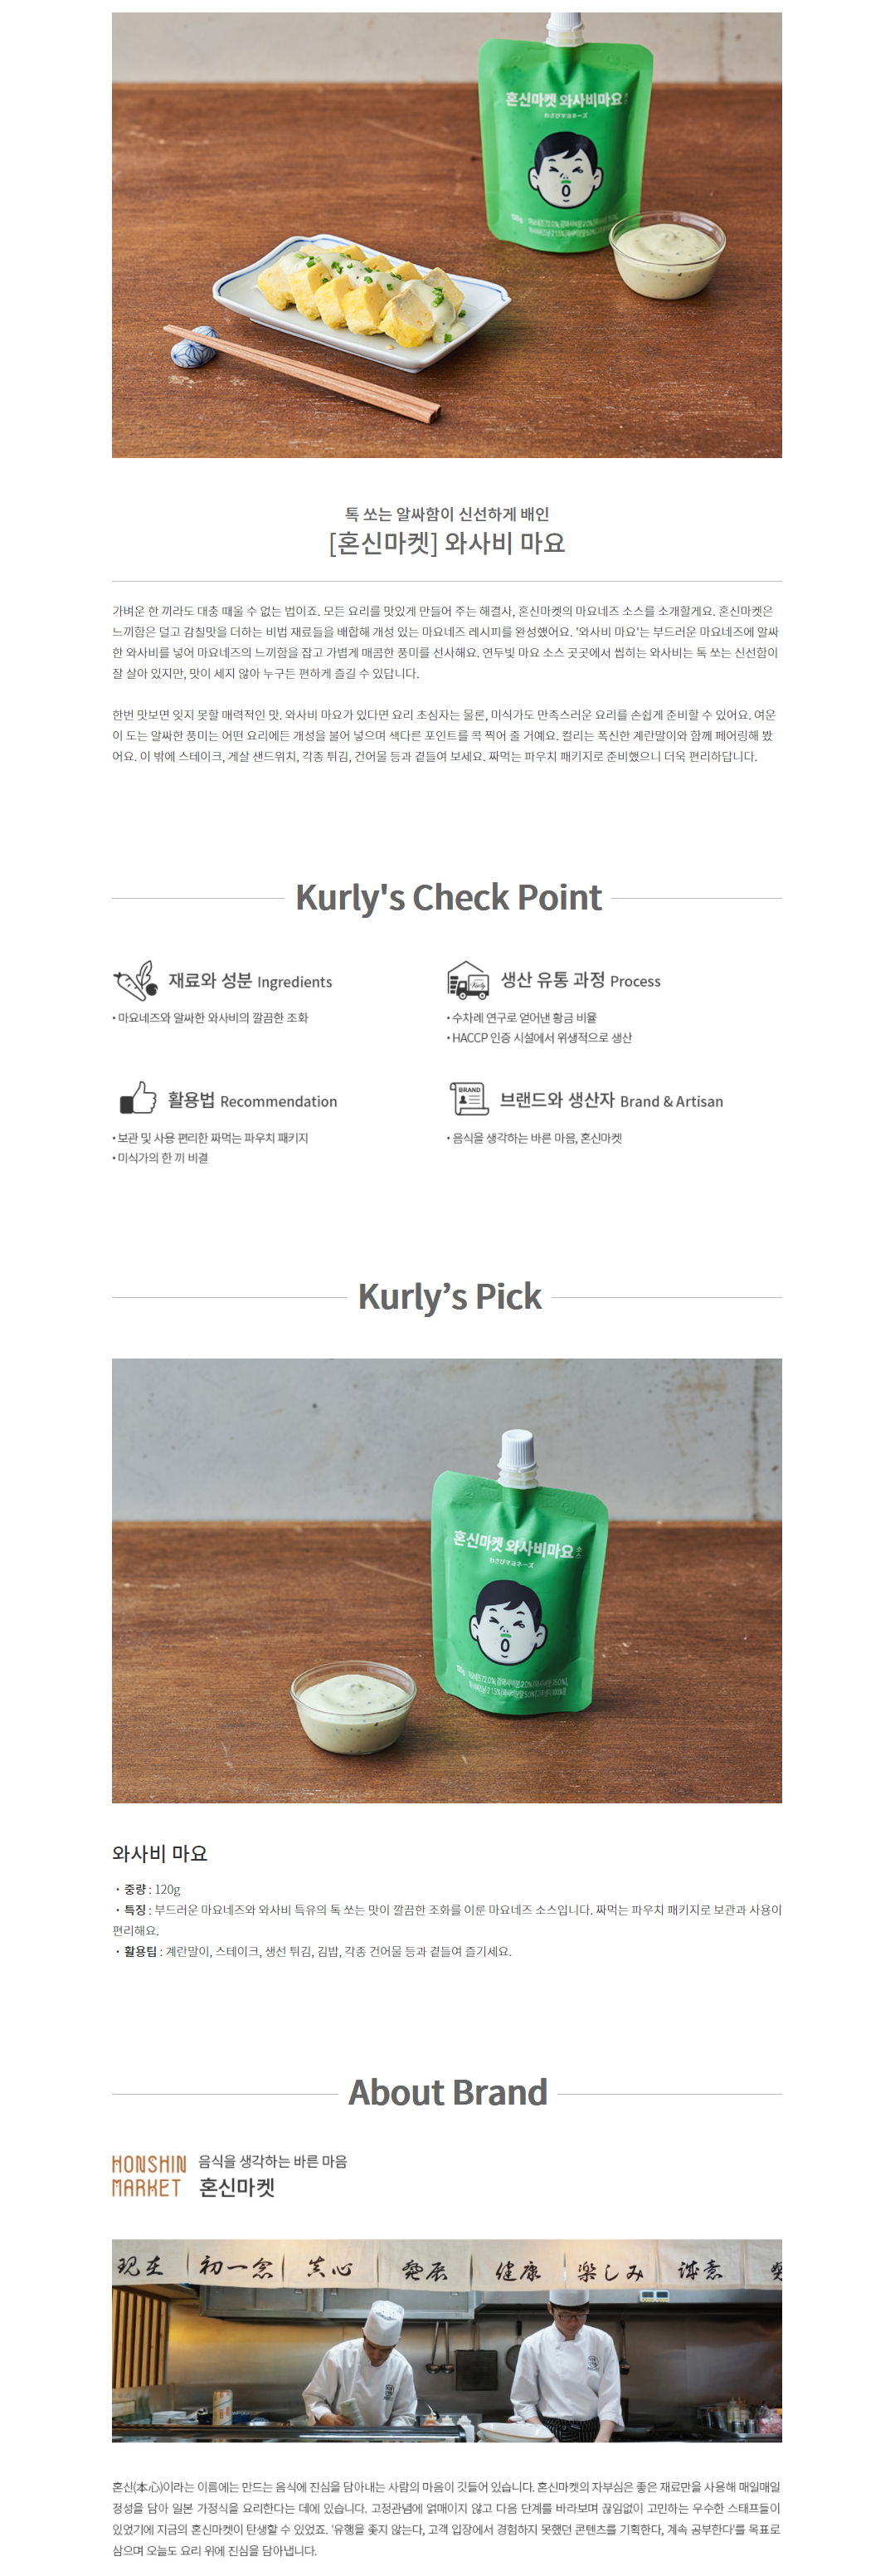 혼신마켓 와사비마요 소스
わさびマヨネーズ
120g
톡 쏘는 알싸함이 신선하게 배인
[혼신마켓] 와사비 마요
가벼운 한 끼라도 대충 때울 수 없는 법이죠. 모든 요리를 맛있게 만들어 주는 해결사, 혼신마켓의 마요네즈 소스를 소개할게요. 혼신마켓은
느끼함은 덜고 감칠맛을 더하는 비법 재료들을 배합해 개성 있는 마요네즈 레시피를 완성했어요. '와사비 마요'는 부드러운 마요네즈에 알싸
한 와사비를 넣어 마요네즈의 느끼함을 잡고 가볍게 매콤한 풍미를 선사해요. 연두빛 마요 소스 곳곳에서 씹히는 와사비는 톡 쏘는 신선함이
잘 살아 있지만, 맛이 세지 않아 누구든 편하게 즐길 수 있답니다.
한번 맛보면 잊지 못할 매력적인 맛. 와사비 마요가 있다면 요리 초심자는 물론, 미식가도 만족스러운 요리를 손쉽게 준비할 수 있어요. 여운
이 도는 알싸한 풍미는 어떤 요리에든 개성을 불어 넣으며 색다른 포인트를 콕 찍어 줄 거예요. 컬리는 폭신한 계란말이와 함께 페어링해 봤
어요. 이 밖에 스테이크, 게살 샌드위치, 각종 튀김, 건어물 등과 곁들여 보세요. 짜먹는 파우치 패키지로 준비했으니 더욱 편리하답니다.
Kurly's Check Point
재료와 성분 Ingredients
• 마요네즈와 알싸한 와사비의 깔끔한 조화
생산 유통 과정 Process
• 수차례 연구로 얻어낸 황금 비율
• HACCP 인증 시설에서 위생적으로 생산
활용법 Recommendation
• 보관 및 사용 편리한 짜먹는 파우치 패키지
• 미식가의 한 끼 비결
BRAND
브랜드와 생산자 Brand & Artisan
• 음식을 생각하는 바른 마음, 혼신마켓
Kurly’s Pick
혼신마켓 와사비마요 소스
わさびマヨネーズ
120g
와사비 마요
・중량 : 120g
・특징 : 부드러운 마요네즈와 와사비 특유의 톡 쏘는 맛이 깔끔한 조화를 이룬 마요네즈 소스입니다. 짜먹는 파우치 패키지로 보관과 사용이
편리해요.
・활용팁 : 계란말이, 스테이크, 생선 튀김, 김밥, 각종 건어물 등과 곁들여 즐기세요.
About Brand
HONSHIN
MARKET
음식을 생각하는 바른 마음
혼신마켓
現在 初一念 真心 発展 健康 楽しみ 誠意
혼신(本心)이라는 이름에는 만드는 음식에 진심을 담아내는 사람의 마음이 깃들어 있습니다. 혼신마켓의 자부심은 좋은 재료만을 사용해 매일매일
정성을 담아 일본 가정식을 요리한다는 데에 있습니다. 고정관념에 얽매이지 않고 다음 단계를 바라보며 끊임없이 고민하는 우수한 스태프들이
있었기에 지금의 혼신마켓이 탄생할 수 있었죠. '유행을 좇지 않는다, 고객 입장에서 경험하지 못했던 콘텐츠를 기획한다, 계속 공부한다'를 목표로
삼으며 오늘도 요리 위에 진심을 담아냅니다.